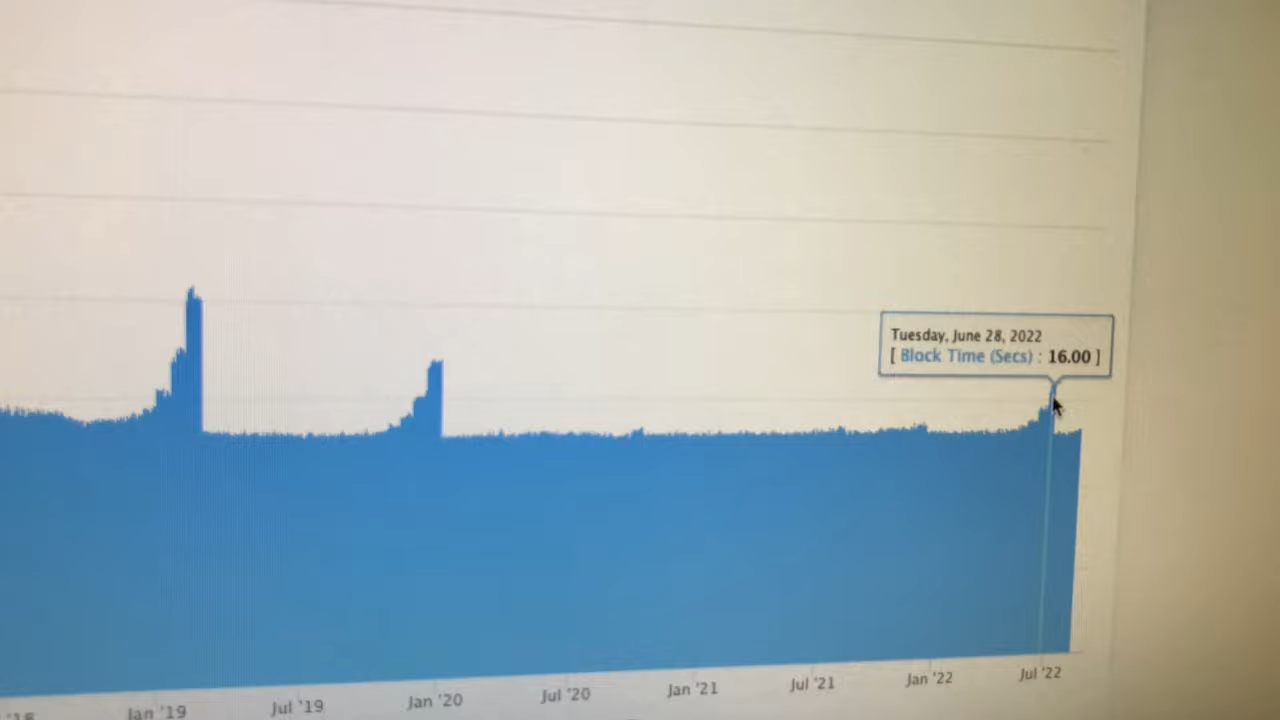 Tuesday, June 28, 2022
[ Block Time (Secs) : 16.00 ]
Jan '19
Jul '19
Jan '20
Jul '20
Jan '21
Jul '21
Jan '22
Jul '22